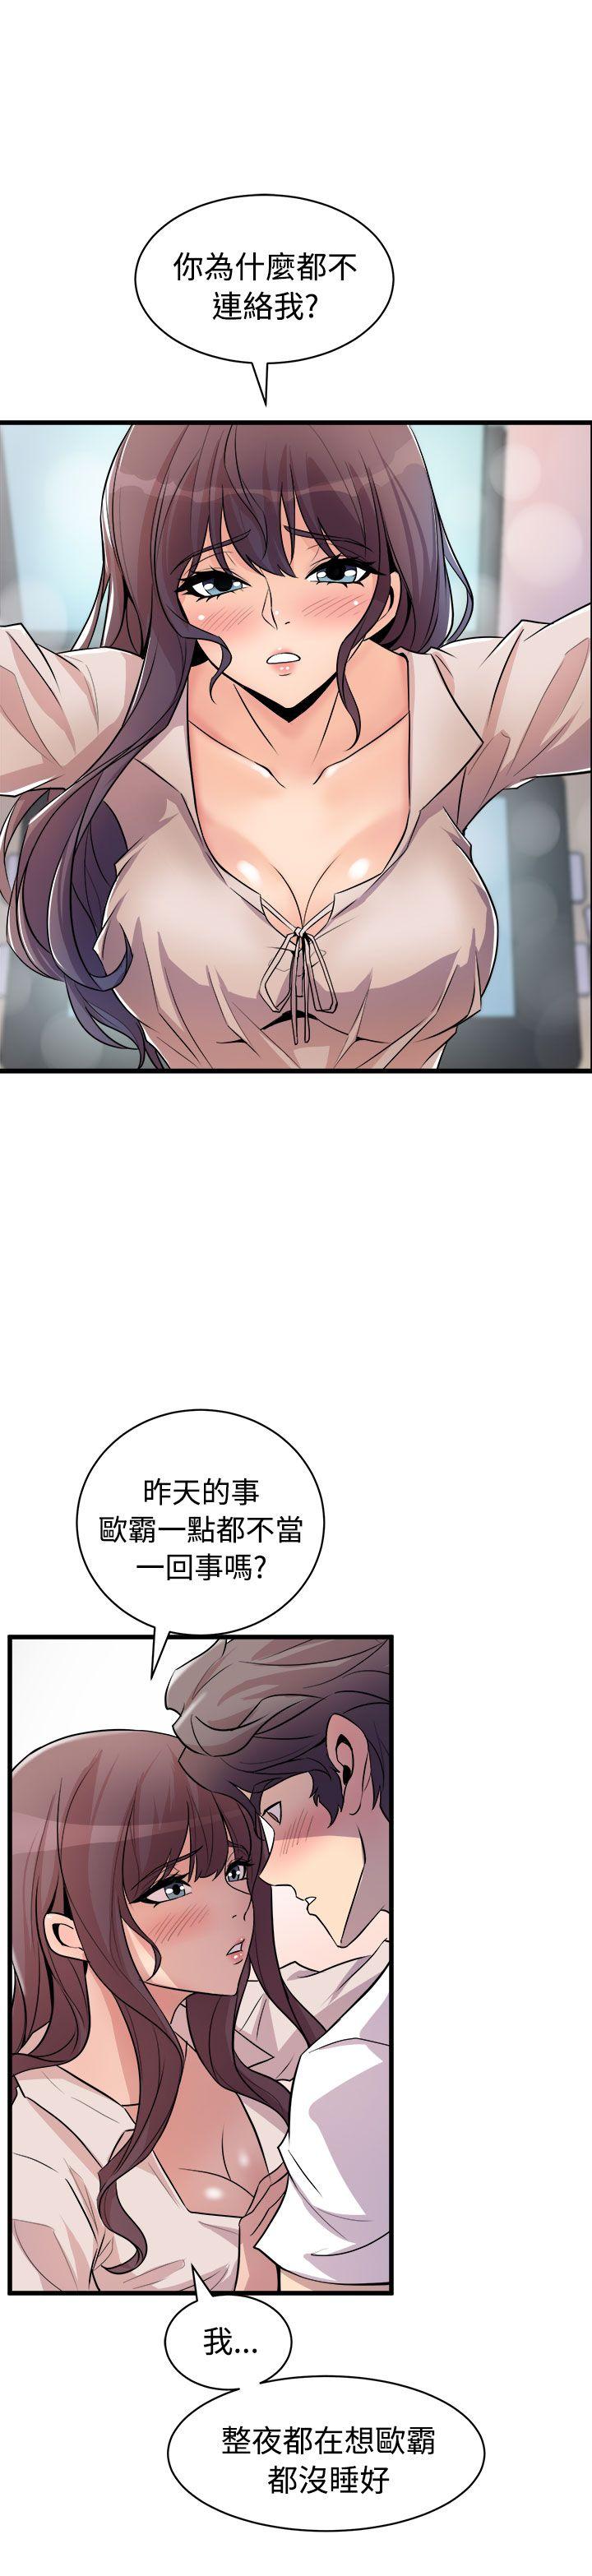 你為什麼都不
連絡我?
昨天的事
歐霸一點都不當
一回事嗎?
我...
整夜都在想歐霸
都沒睡好